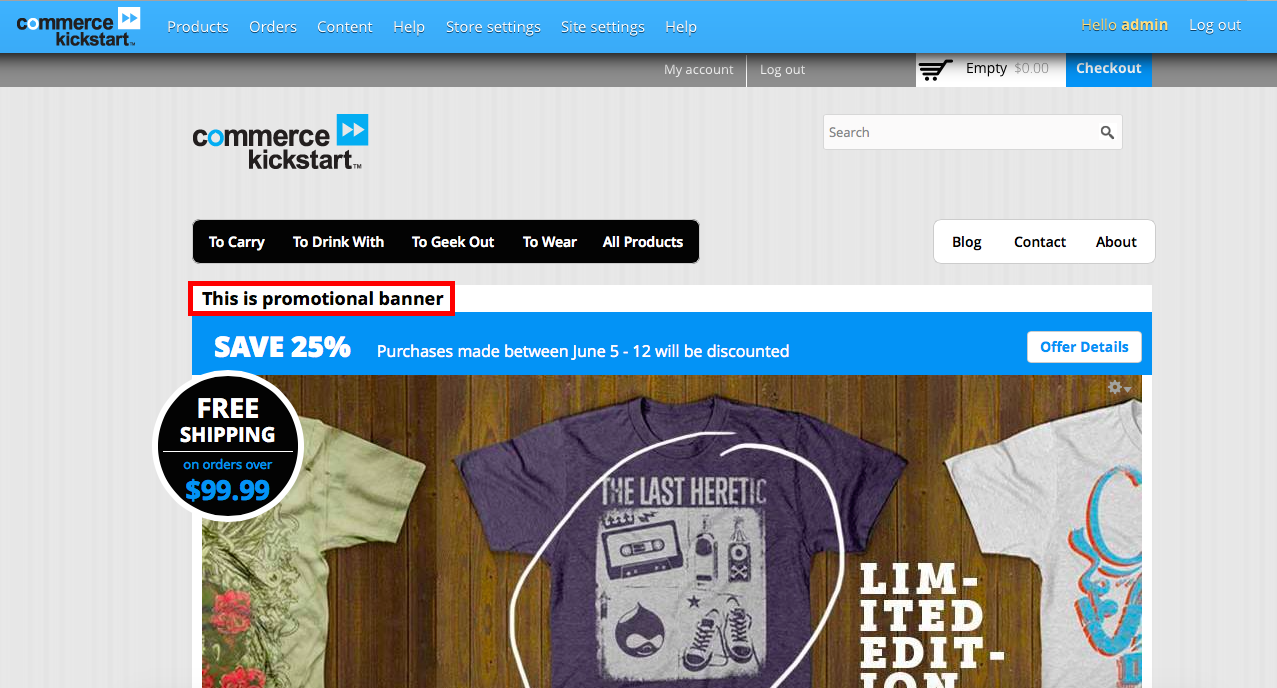 commerce kickstart™ Products Orders Content Help Store settings Site settings Help Hello admin Log out
My account Log out Empty $0.00 Checkout
commerce
kickstart™
Search
To Carry To Drink With To Geek Out To Wear All Products Blog Contact About
This is promotional banner
SAVE 25% Purchases made between June 5 - 12 will be discounted Offer Details
FREE
SHIPPING
on orders over
$99.99
THE LAST HERETIC
LIM-
ITED
EDIT-
ION